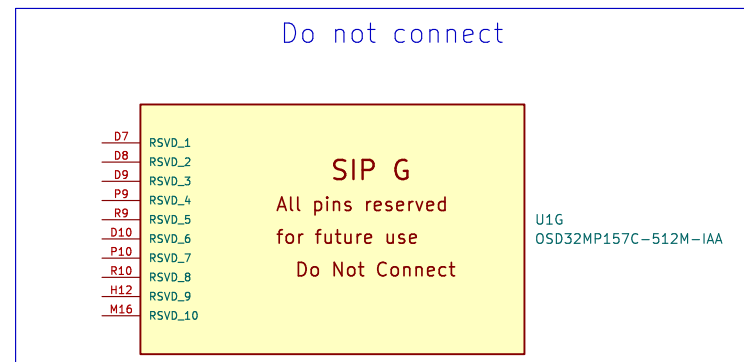 Do not connect
D7 RSVD_1
D8 RSVD_2
D9 RSVD_3
P9 RSVD_4
R9 RSVD_5
D10 RSVD_6
P10 RSVD_7
R10 RSVD_8
H12 RSVD_9
M16 RSVD_10
SIP G
All pins reserved
for future use
Do Not Connect
U1G
OSD32MP157C-512M-IAA